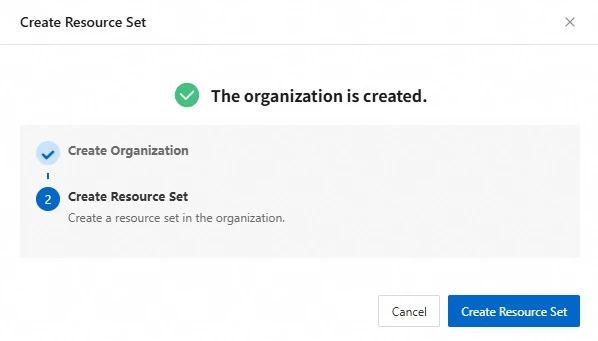 Create Resource Set
The organization is created.
Create Organization
2
Create Resource Set
Create a resource set in the organization.
Cancel
Create Resource Set